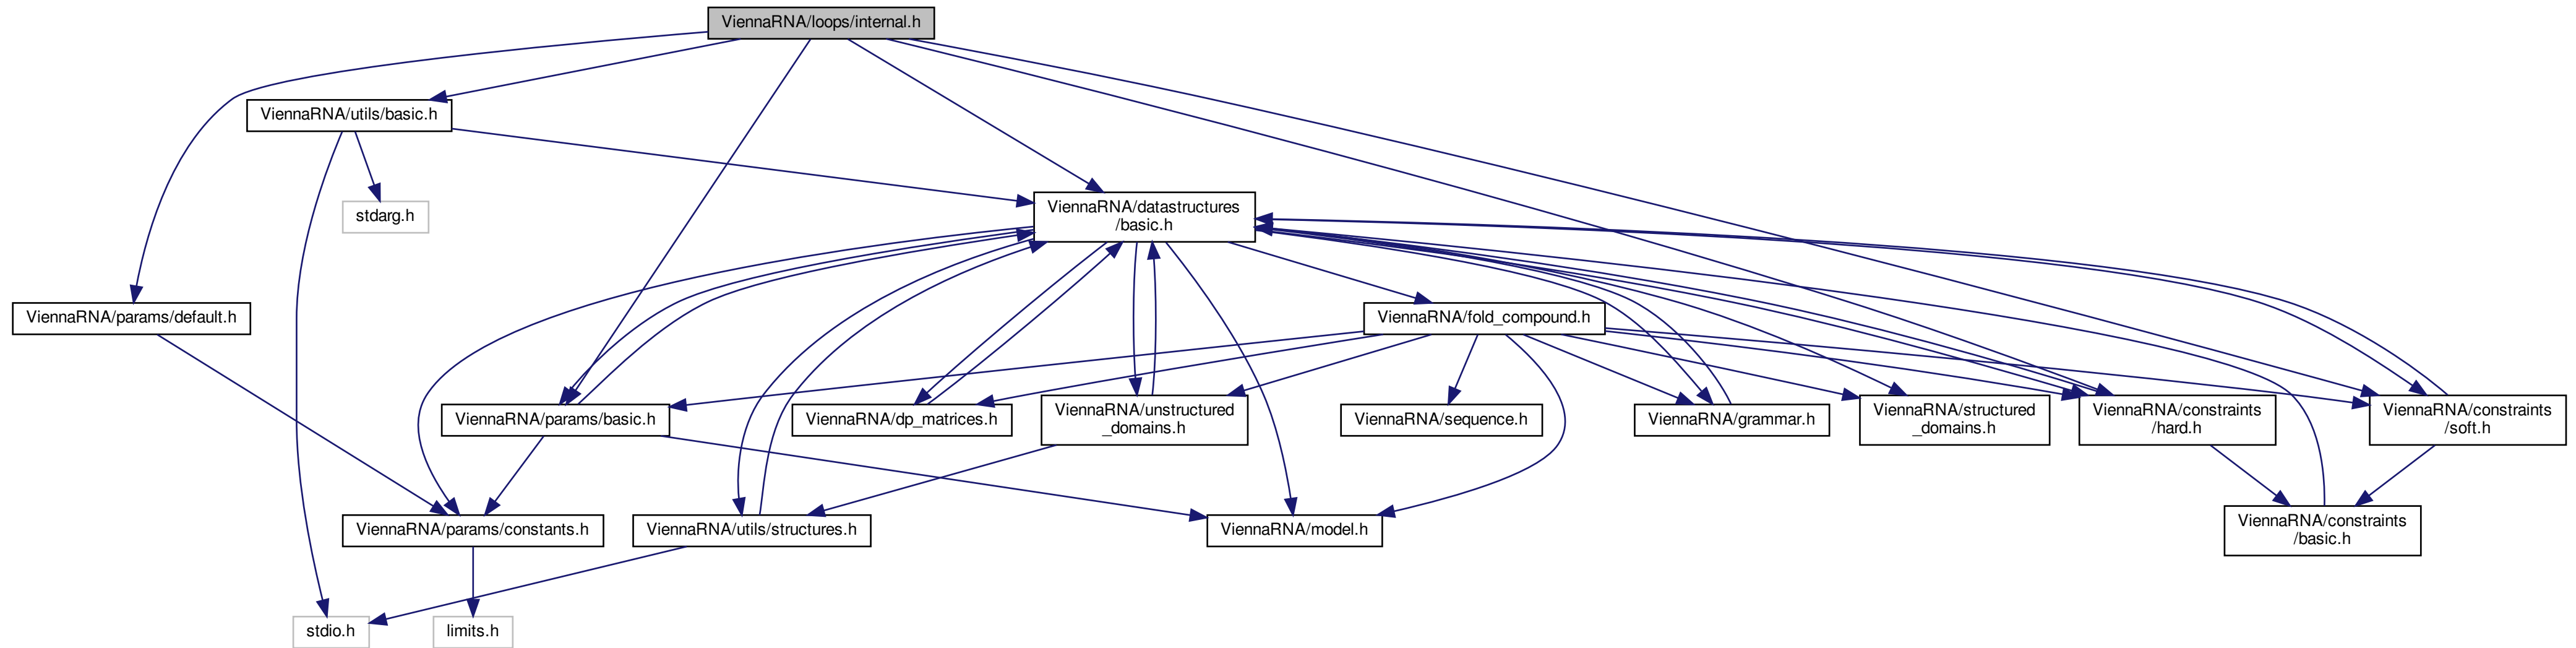 ViennaRNA/loops/internal.h
ViennaRNA/utils/basic.h
stdarg.h
ViennaRNA/datastructures
/basic.h
ViennaRNA/params/default.h
ViennaRNA/fold_compound.h
ViennaRNA/params/basic.h
ViennaRNA/dp_matrices.h
ViennaRNA/unstructured
_domains.h
ViennaRNA/sequence.h
ViennaRNA/grammar.h
ViennaRNA/structured
_domains.h
ViennaRNA/constraints
/hard.h
ViennaRNA/constraints
/soft.h
ViennaRNA/params/constants.h
ViennaRNA/utils/structures.h
ViennaRNA/model.h
ViennaRNA/constraints
/basic.h
stdio.h
limits.h